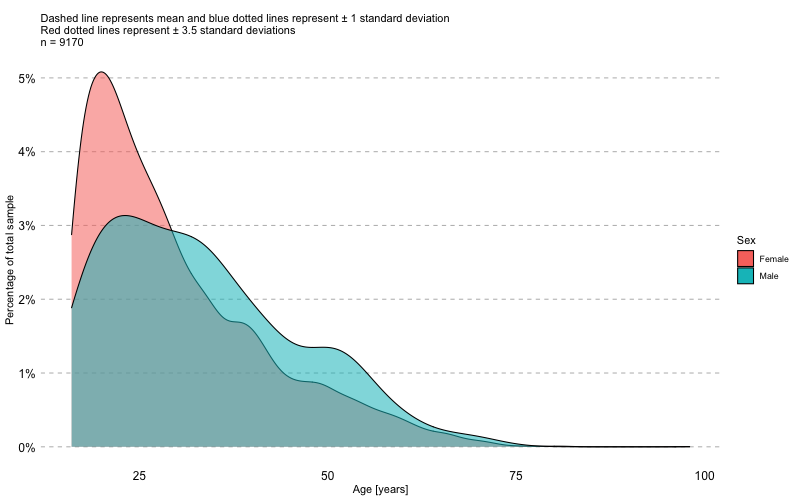 Dashed line represents mean and blue dotted lines represent ± 1 standard deviation
Red dotted lines represent ± 3.5 standard deviations
n = 9170
5%
4%
3%
2%
1%
0%
Percentage of total sample
25
50
75
100
Age [years]
Sex
Female
Male